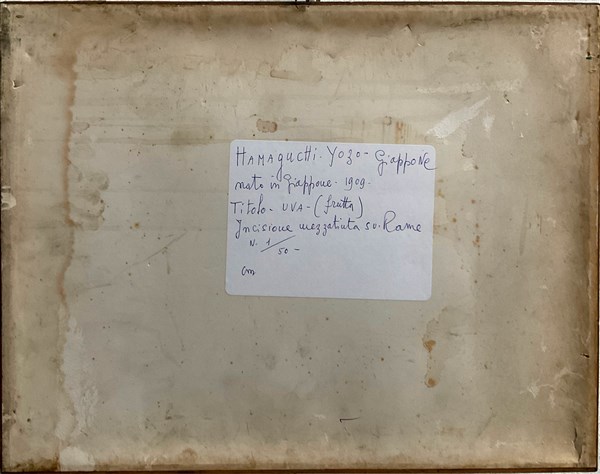 HAMAguCHi. YOzO - GiappoNe
nato in Giappone - 1909 -
Titolo - UVA - (frutta)
Incisione mezzatinta su. Rame
N. 1/50 -
cm